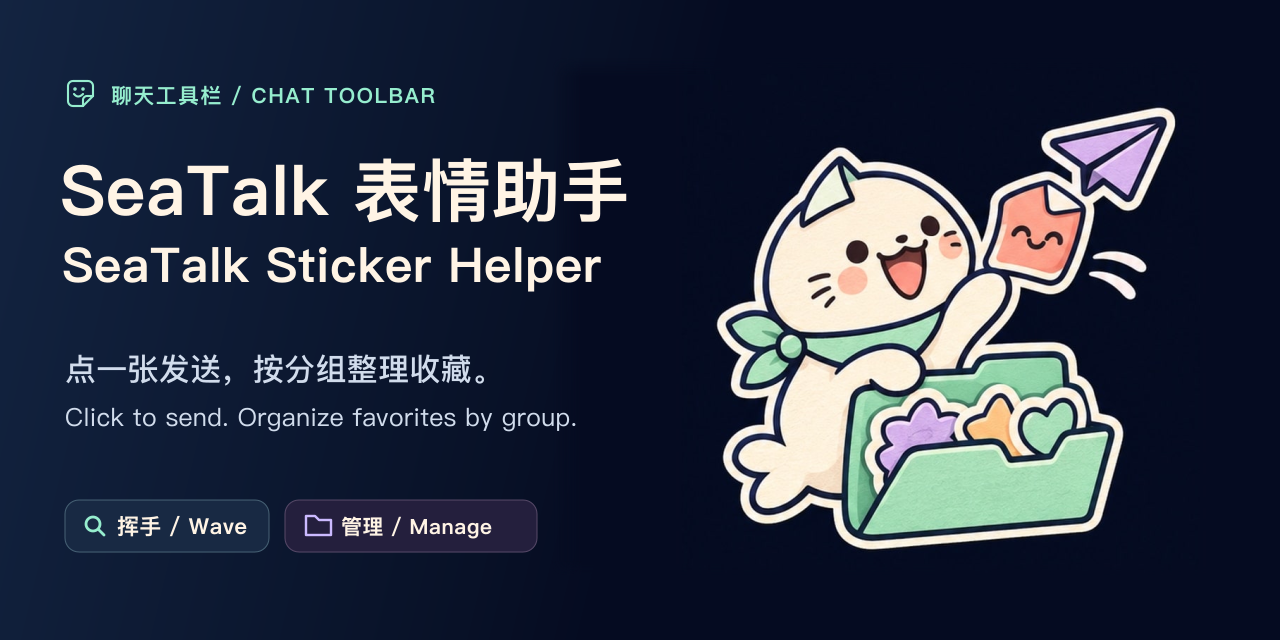 聊天工具栏 / CHAT TOOLBAR
SeaTalk 表情助手
SeaTalk Sticker Helper
点一张发送，按分组整理收藏。
Click to send. Organize favorites by group.
挥手 / Wave
管理 / Manage